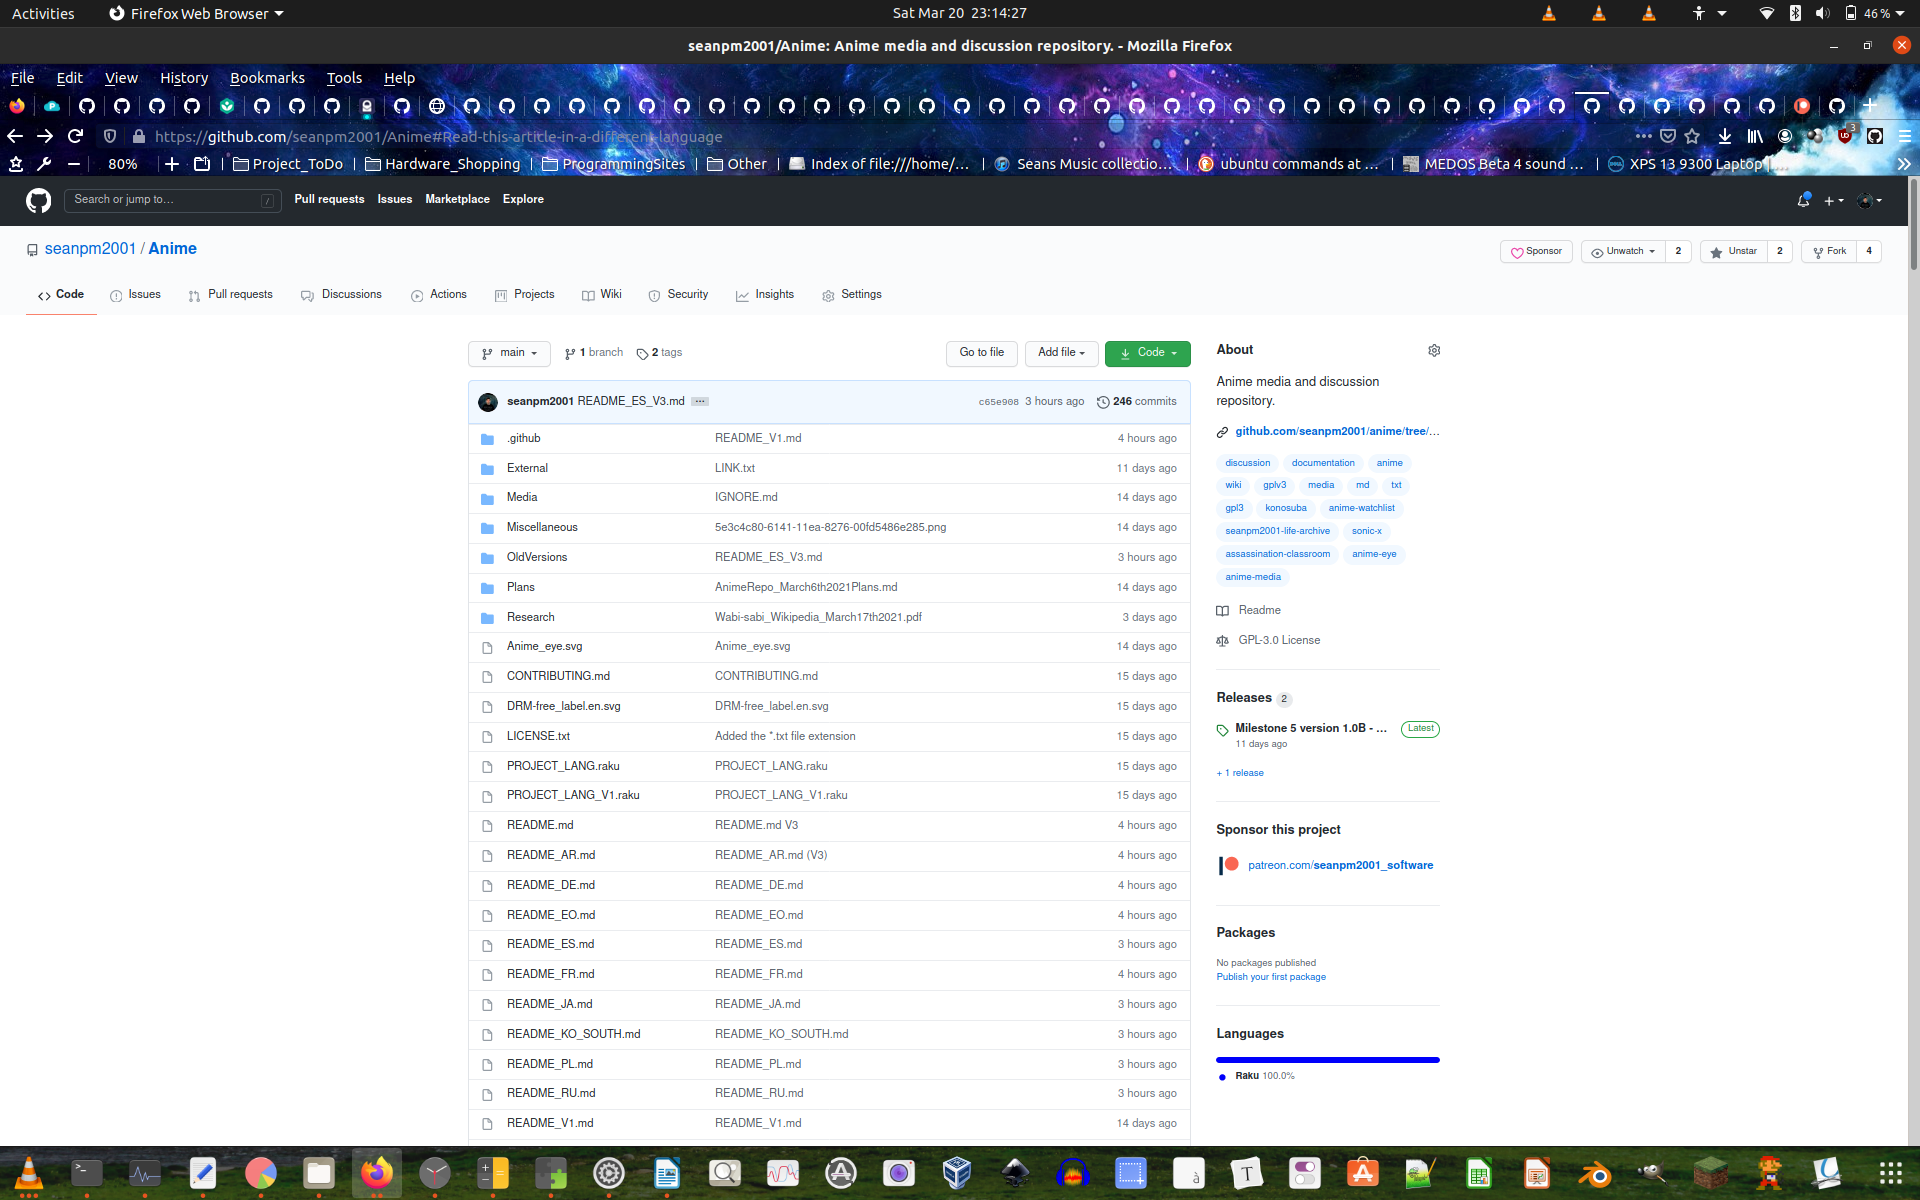 Activities Firefox Web Browser Sat Mar 20 23:14:27 46 %
seanpm2001/Anime: Anime media and discussion repository. - Mozilla Firefox
File Edit View History Bookmarks Tools Help
https://github.com/seanpm2001/Anime#Read-this-article-in-a-different-language 3
80% Project_ToDo Hardware_Shopping ProgrammingSites Other Index of file:///home/… Seans Music collectio… ubuntu commands at … MEDOS Beta 4 sound … XPS 13 9300 Laptop |…
Search or jump to… / Pull requests Issues Marketplace Explore
seanpm2001 / Anime Sponsor Unwatch 2 Unstar 2 Fork 4
Code Issues Pull requests Discussions Actions Projects Wiki Security Insights Settings
main 1 branch 2 tags Go to file Add file Code
seanpm2001 README_ES_V3.md … c65e908 3 hours ago 246 commits
.github README_V1.md 4 hours ago
External LINK.txt 11 days ago
Media IGNORE.md 14 days ago
Miscellaneous 5e3c4c80-6141-11ea-8276-00fd5486e285.png 14 days ago
OldVersions README_ES_V3.md 3 hours ago
Plans AnimeRepo_March6th2021Plans.md 14 days ago
Research Wabi-sabi_Wikipedia_March17th2021.pdf 3 days ago
Anime_eye.svg Anime_eye.svg 14 days ago
CONTRIBUTING.md CONTRIBUTING.md 15 days ago
DRM-free_label.en.svg DRM-free_label.en.svg 15 days ago
LICENSE.txt Added the *.txt file extension 15 days ago
PROJECT_LANG.raku PROJECT_LANG.raku 15 days ago
PROJECT_LANG_V1.raku PROJECT_LANG_V1.raku 15 days ago
README.md README.md V3 4 hours ago
README_AR.md README_AR.md (V3) 4 hours ago
README_DE.md README_DE.md 4 hours ago
README_EO.md README_EO.md 4 hours ago
README_ES.md README_ES.md 3 hours ago
README_FR.md README_FR.md 4 hours ago
README_JA.md README_JA.md 3 hours ago
README_KO_SOUTH.md README_KO_SOUTH.md 3 hours ago
README_PL.md README_PL.md 3 hours ago
README_RU.md README_RU.md 3 hours ago
README_V1.md README_V1.md 14 days ago
About
Anime media and discussion
repository.
github.com/seanpm2001/anime/tree/…
discussion documentation anime
wiki gplv3 media md txt
gpl3 konosuba anime-watchlist
seanpm2001-life-archive sonic-x
assassination-classroom anime-eye
anime-media
Readme
GPL-3.0 License
Releases 2
Milestone 5 version 1.0B - … Latest
11 days ago
+ 1 release
Sponsor this project
patreon.com/seanpm2001_software
Packages
No packages published
Publish your first package
Languages
Raku 100.0%